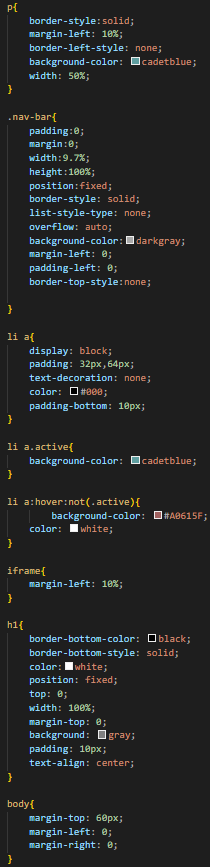 p{
border-style:solid;
margin-left: 10%;
border-left-style: none;
background-color: cadetblue;
width: 50%;
}
.nav-bar{
padding:0;
margin:0;
width:9.7%;
height:100%;
position:fixed;
border-style: solid;
list-style-type: none;
overflow: auto;
background-color:darkgray;
margin-left: 0;
padding-left: 0;
border-top-style:none;
}
li a{
display: block;
padding: 32px,64px;
text-decoration: none;
color: #000;
padding-bottom: 10px;
}
li a.active{
background-color: cadetblue;
}
li a:hover:not(.active){
background-color: #A0615F;
color: white;
}
iframe{
margin-left: 10%;
}
h1{
border-bottom-color: black;
border-bottom-style: solid;
color:white;
position: fixed;
top: 0;
width: 100%;
margin-top: 0;
background: gray;
padding: 10px;
text-align: center;
}
body{
margin-top: 60px;
margin-left: 0;
margin-right: 0;
}